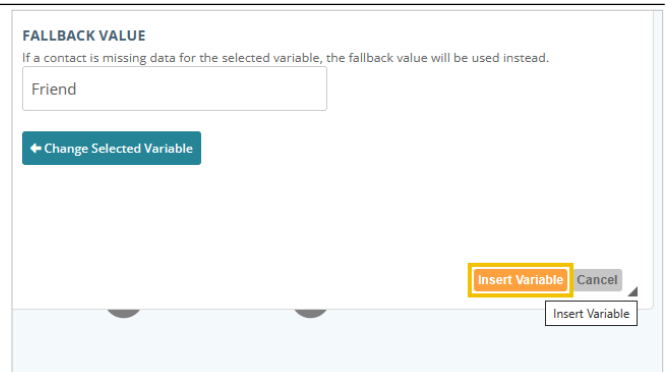 FALLBACK VALUE
If a contact is missing data for the selected variable, the fallback value will be used instead.
Friend
Change Selected Variable
Insert Variable Cancel
Insert Variable